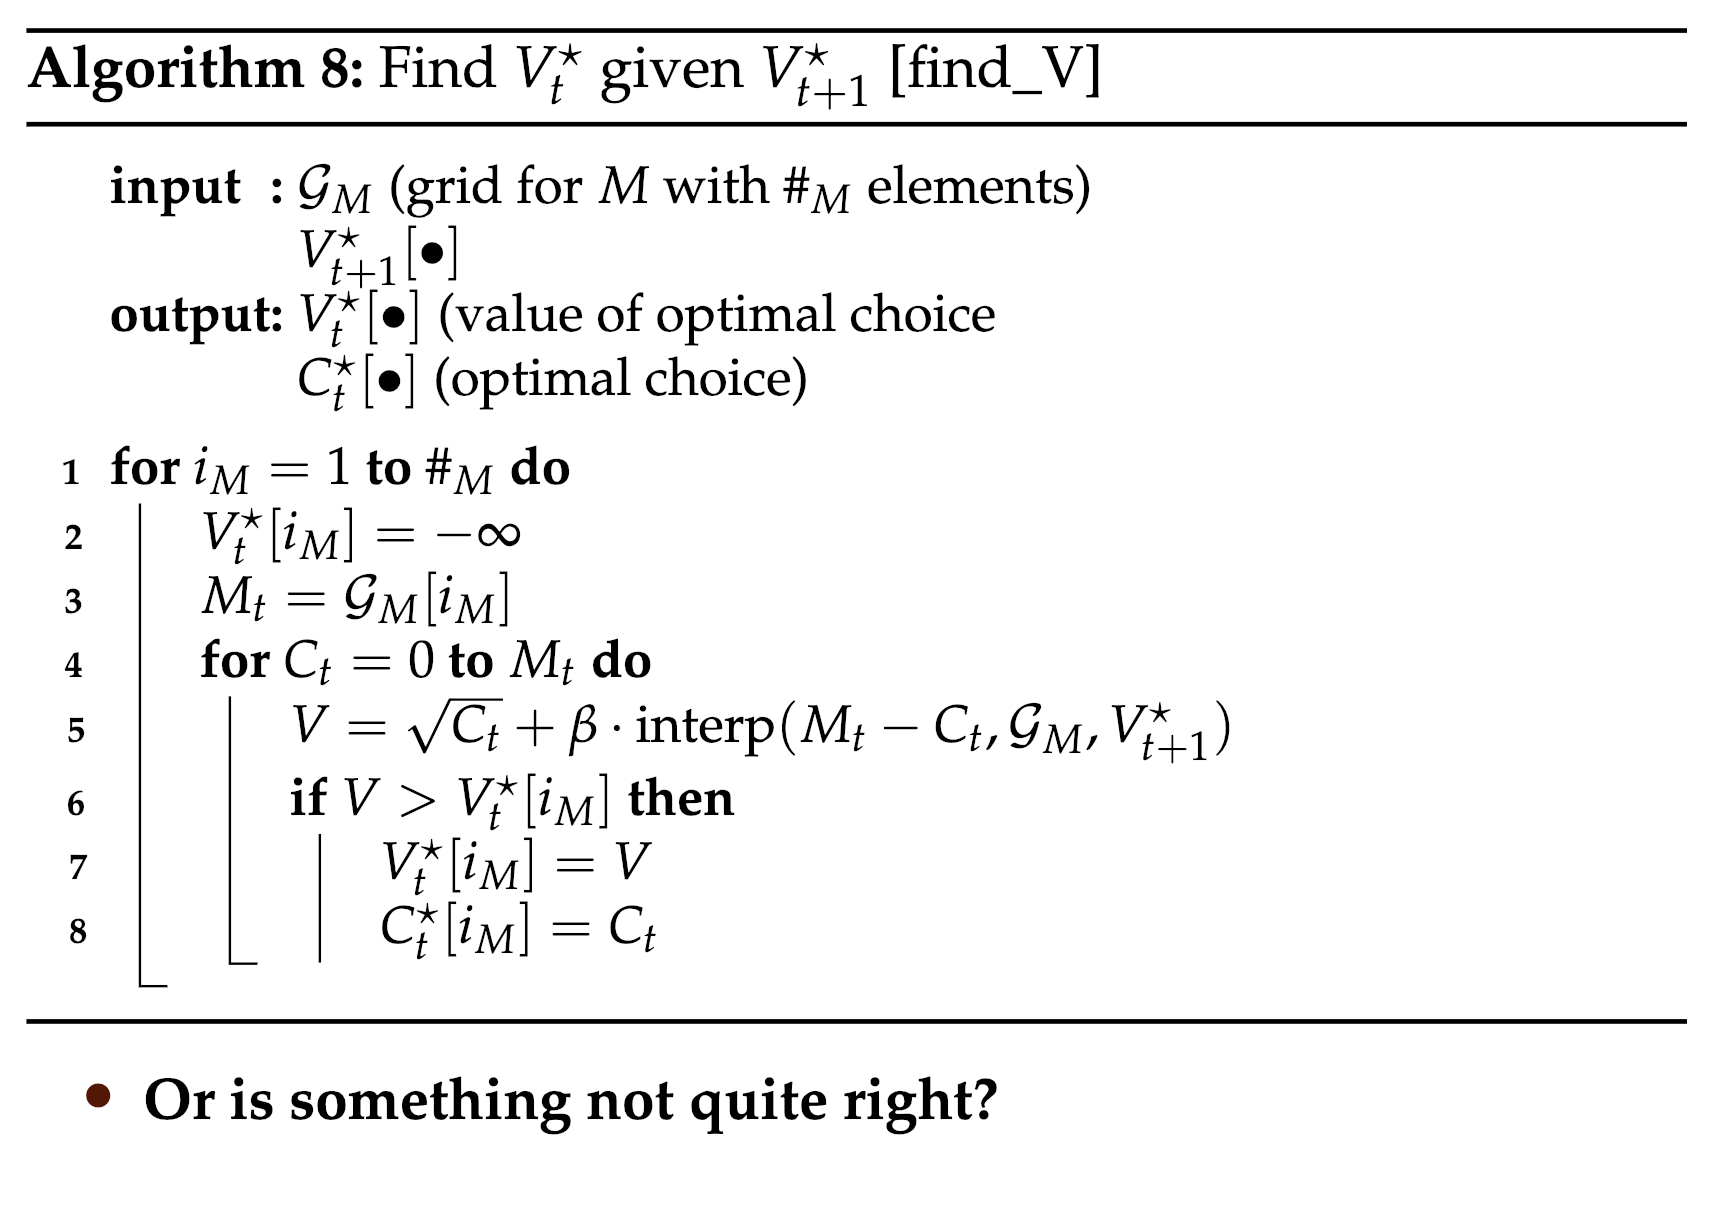 Algorithm 8: Find $V_t^\star$ given $V_{t+1}^\star$ [find_V]
input : $\mathcal{G}_M$ (grid for $M$ with $\#_M$ elements)
$V_{t+1}^\star[\bullet]$
output: $V_t^\star[\bullet]$ (value of optimal choice
$C_t^\star[\bullet]$ (optimal choice)
1 for $i_M = 1$ to $\#_M$ do
2 $V_t^\star[i_M] = -\infty$
3 $M_t = \mathcal{G}_M[i_M]$
4 for $C_t = 0$ to $M_t$ do
5 $V = \sqrt{C_t} + \beta \cdot \text{interp}(M_t - C_t, \mathcal{G}_M, V_{t+1}^\star)$
6 if $V > V_t^\star[i_M]$ then
7 $V_t^\star[i_M] = V$
8 $C_t^\star[i_M] = C_t$
• Or is something not quite right?